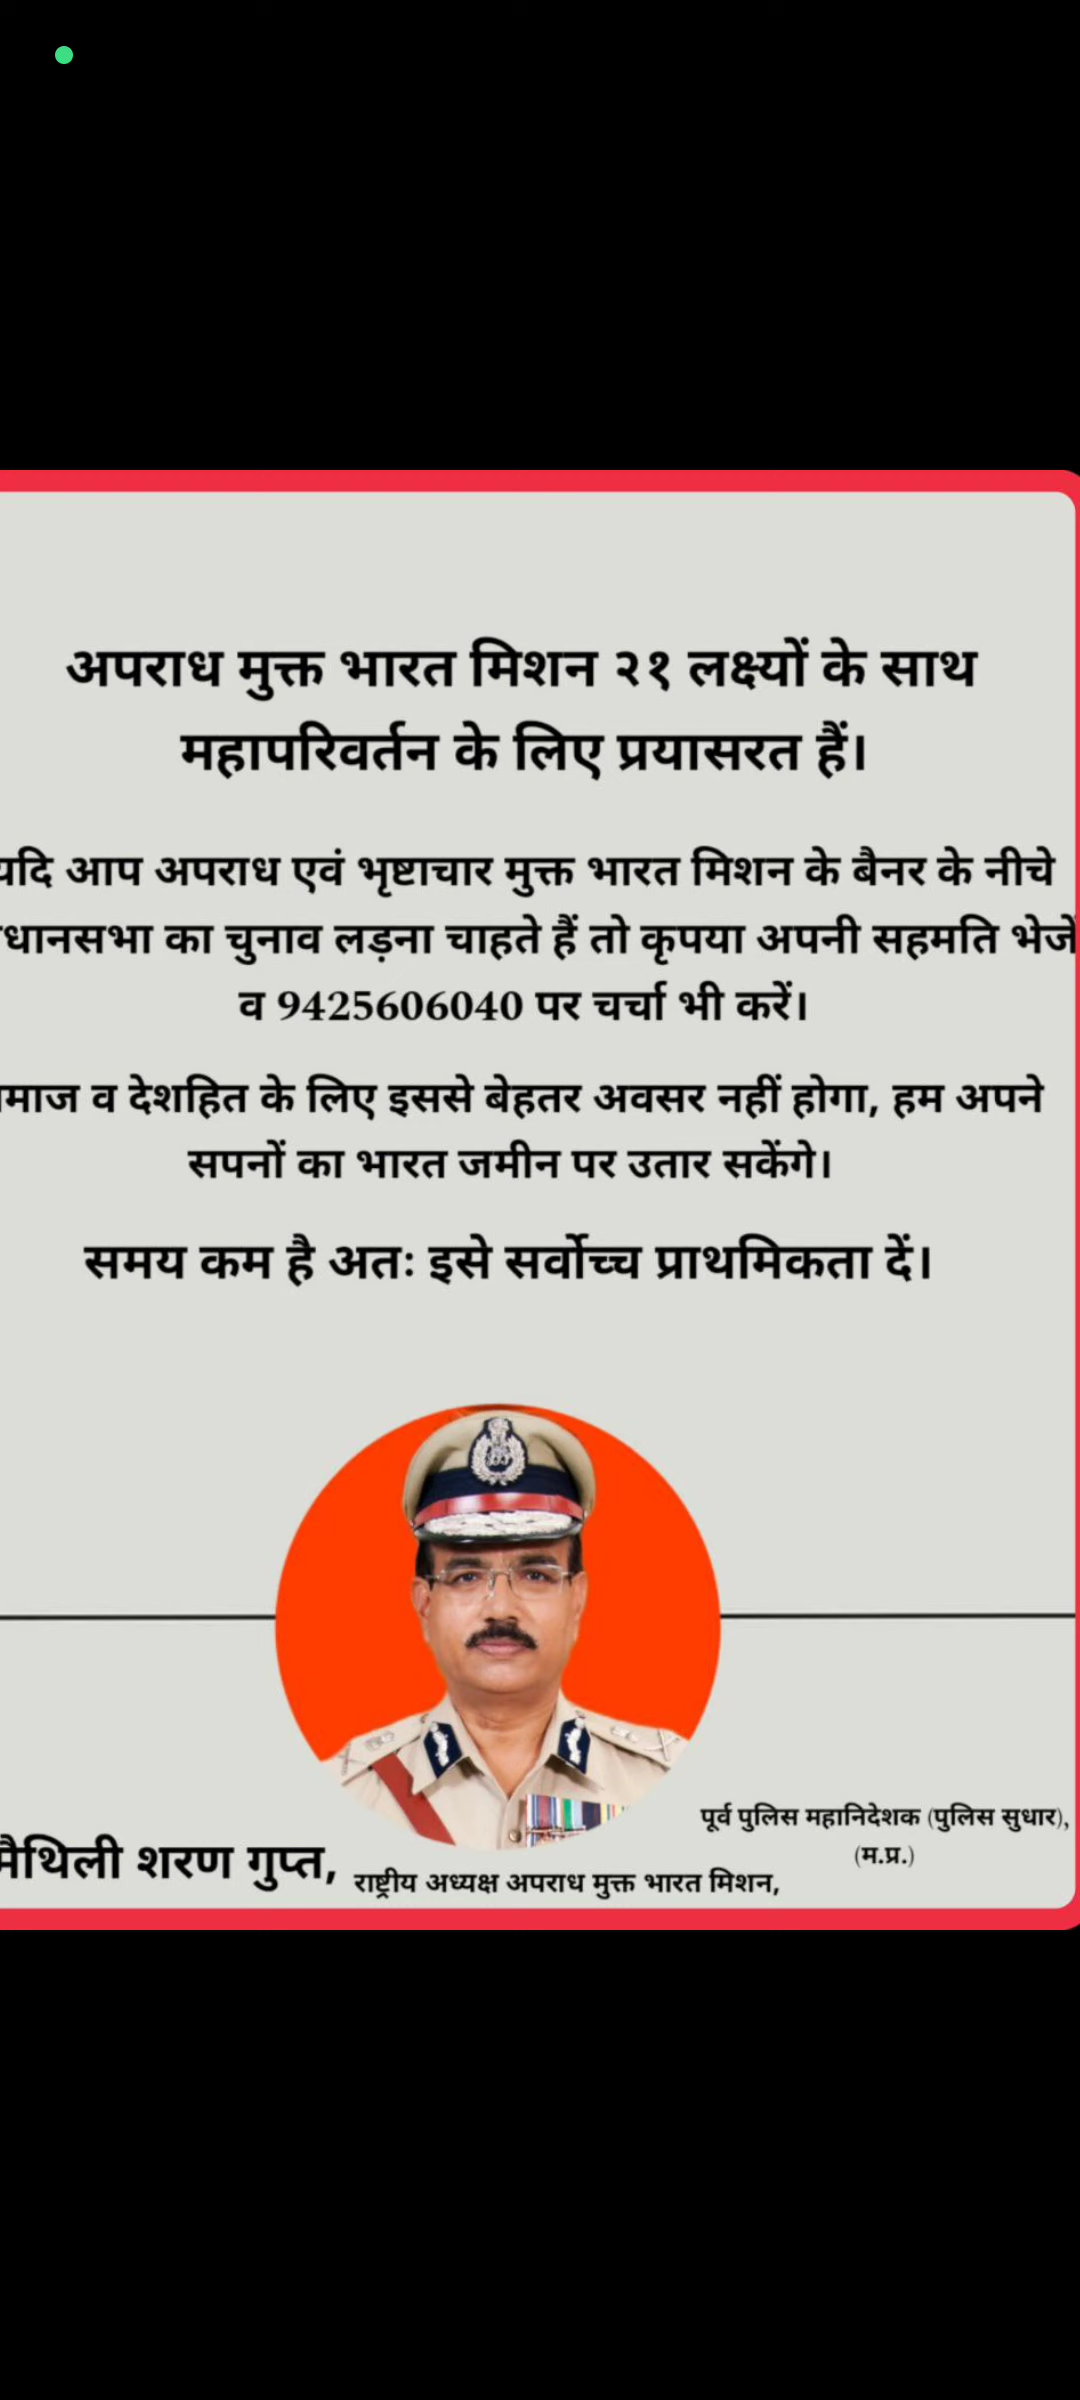 अपराध मुक्त भारत मिशन २१ लक्ष्यों के साथ
महापरिवर्तन के लिए प्रयासरत हैं।
यदि आप अपराध एवं भृष्टाचार मुक्त भारत मिशन के बैनर के नीचे
धानसभा का चुनाव लड़ना चाहते हैं तो कृपया अपनी सहमति भेजें
व 9425606040 पर चर्चा भी करें।
माज व देशहित के लिए इससे बेहतर अवसर नहीं होगा, हम अपने
सपनों का भारत जमीन पर उतार सकेंगे।
समय कम है अतः इसे सर्वोच्च प्राथमिकता दें।
मैथिली शरण गुप्त,
राष्ट्रीय अध्यक्ष अपराध मुक्त भारत मिशन,
पूर्व पुलिस महानिदेशक (पुलिस सुधार),
(म.प्र.)